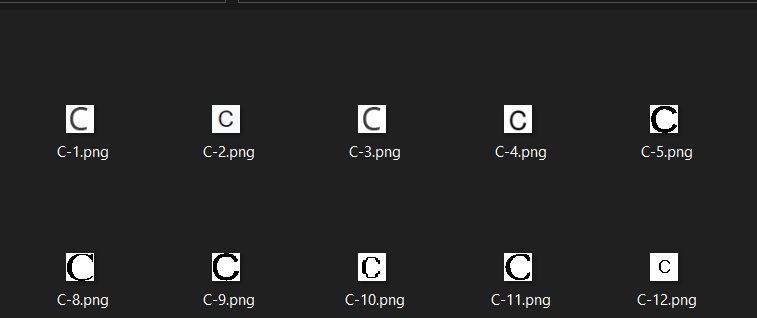 C C C C C
C-1.png C-2.png C-3.png C-4.png C-5.png
C C C C C
C-8.png C-9.png C-10.png C-11.png C-12.png